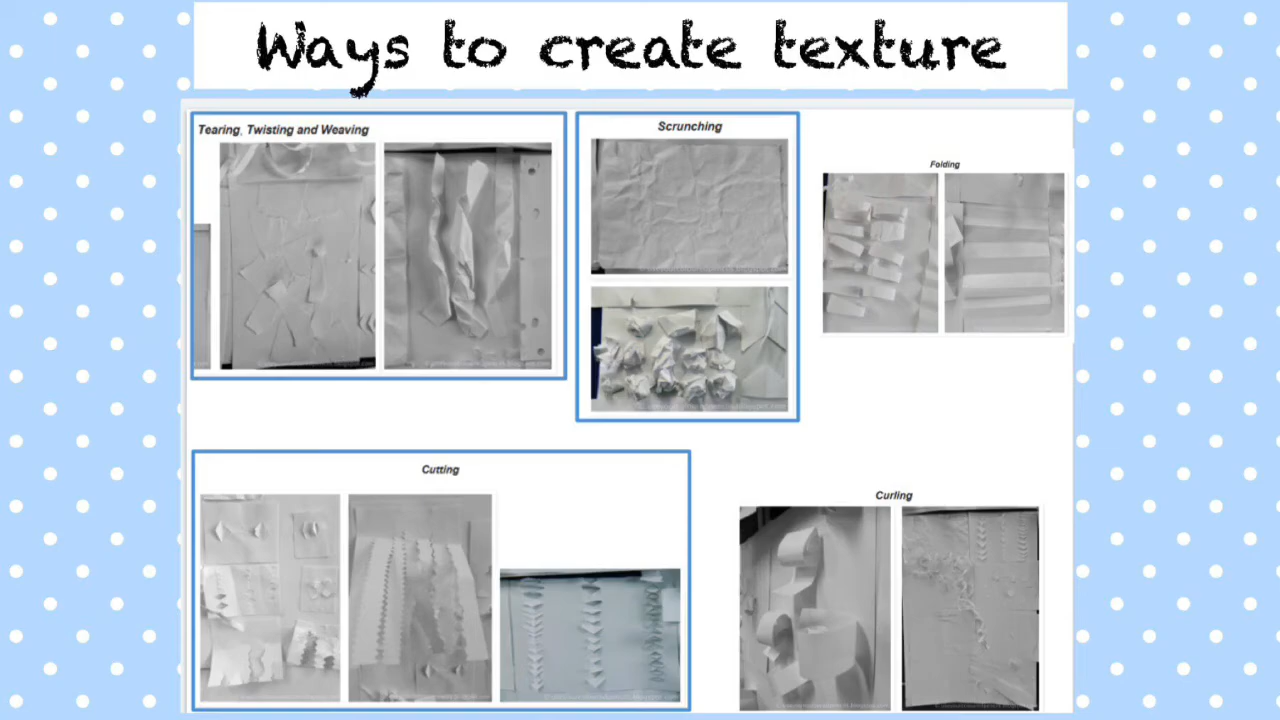 Ways to create texture
Tearing, Twisting and Weaving
Scrunching
Folding
Cutting
Curling